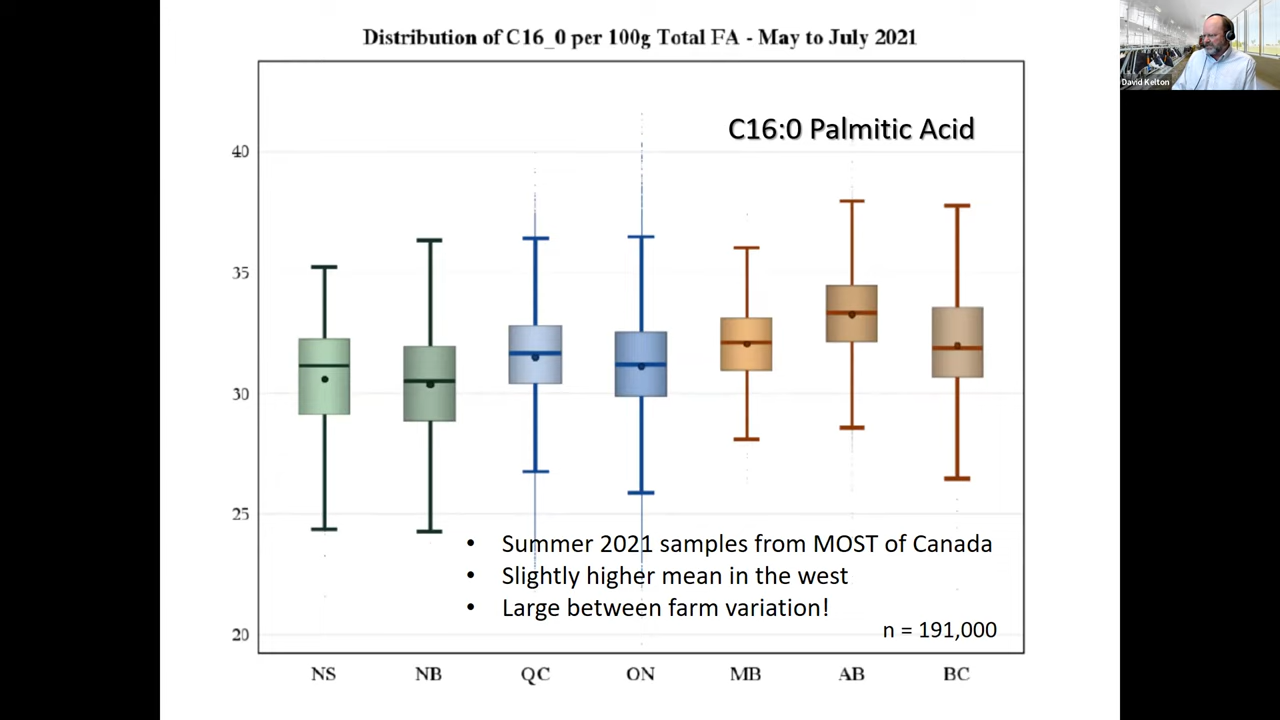 Distribution of C16_0 per 100g Total FA - May to July 2021
David Kelton
C16:0 Palmitic Acid
40
35
30
25
20
• Summer 2021 samples from MOST of Canada
• Slightly higher mean in the west
• Large between farm variation!
n = 191,000
NS NB QC ON MB AB BC